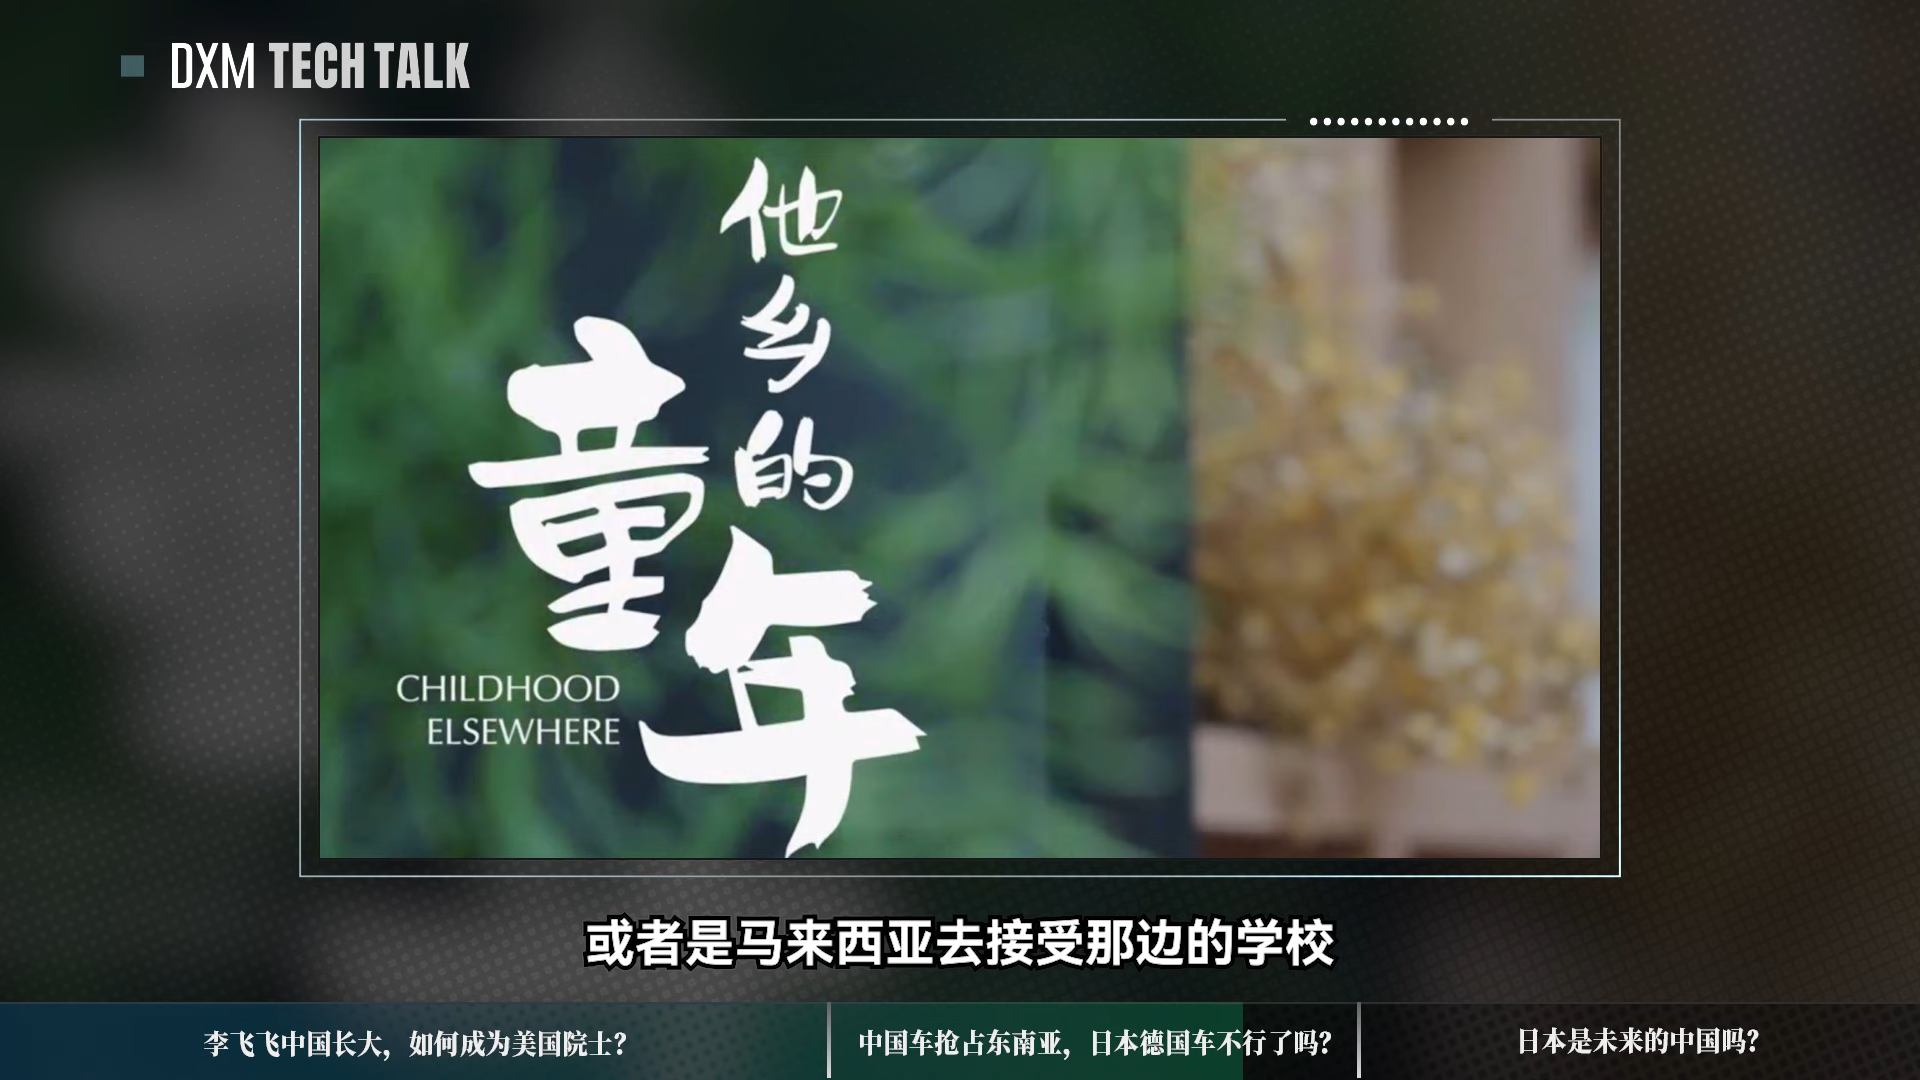 DXM TECH TALK
他乡的
童年
CHILDHOOD
ELSEWHERE
或者是马来西亚去接受那边的学校
李飞飞中国长大，如何成为美国院士？
中国车抢占东南亚，日本德国车不行了吗？
日本是未来的中国吗？